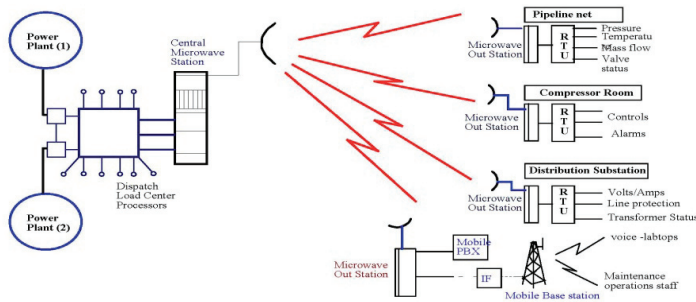 Power
Plant (1)
Central
Microwave
Station
Dispatch
Load Center
Processors
Power
Plant (2)
Pipeline net
Microwave
Out Station
R
T
U
Pressure
Temperatu
re
Mass flow
Valve
status
Compressor Room
Microwave
Out Station
R
T
U
Controls
Alarms
Distribution Substation
Microwave
Out Station
R
T
U
Volts/Amps
Line protection
Transformer Status
Microwave
Out Station
Mobile
PBX
IF
Mobile Base station
voice -labtops
Maintenance
operations staff